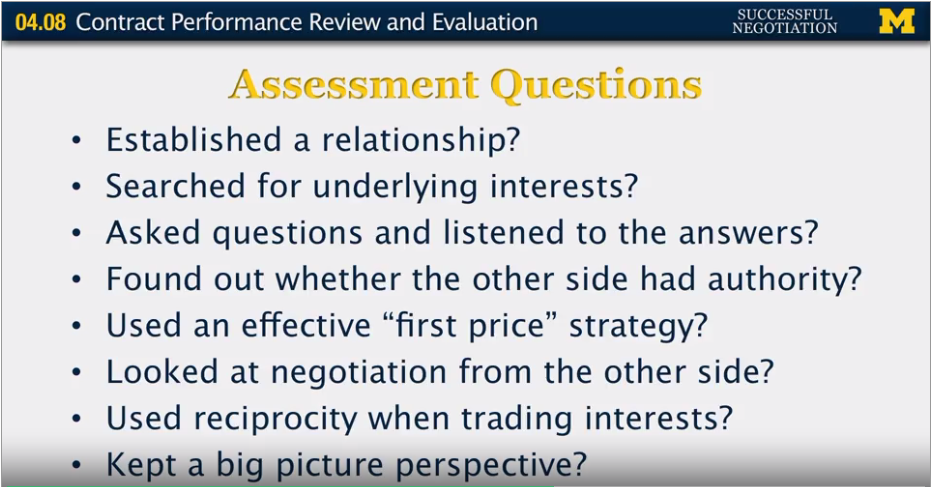 04.08 Contract Performance Review and Evaluation
SUCCESSFUL
NEGOTIATION
M
Assessment Questions
• Established a relationship?
• Searched for underlying interests?
• Asked questions and listened to the answers?
• Found out whether the other side had authority?
• Used an effective “first price” strategy?
• Looked at negotiation from the other side?
• Used reciprocity when trading interests?
• Kept a big picture perspective?